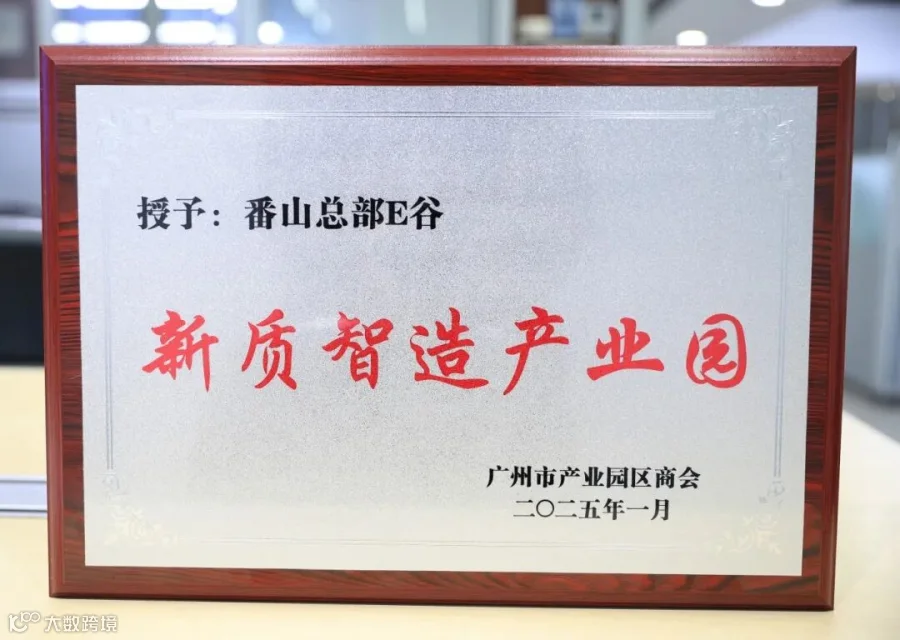 授予：番山总部E谷
新质智造产业园
广州市产业园区商会
二〇二五年一月
大数跨境